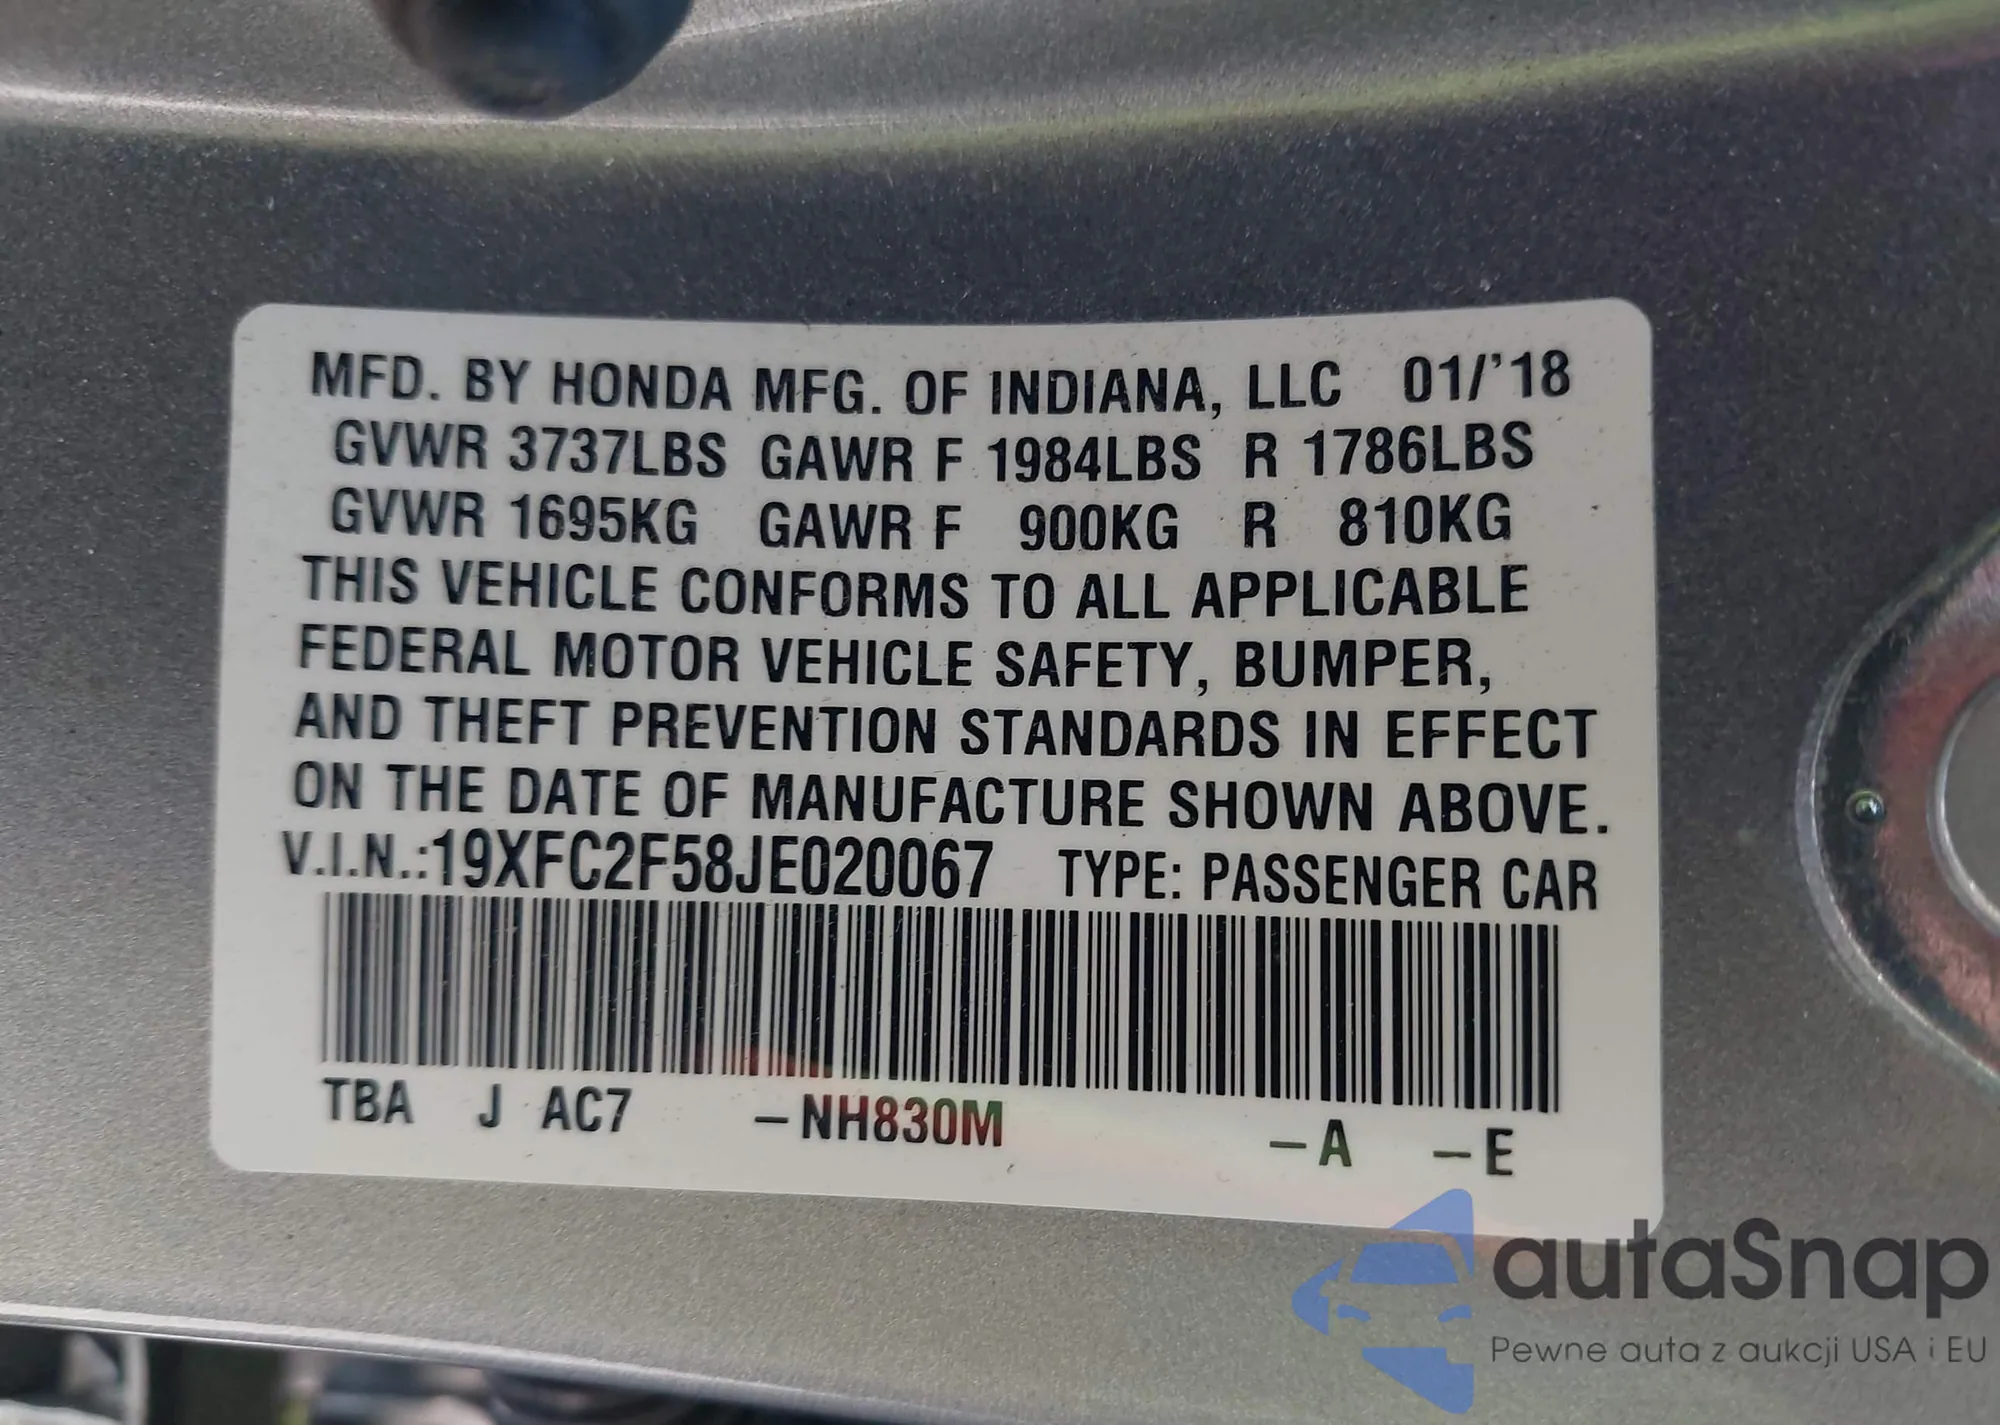 MFD. BY HONDA MFG. OF INDIANA, LLC 01/'18
GVWR 3737LBS GAWR F 1984LBS R 1786LBS
GVWR 1695KG GAWR F 900KG R 810KG
THIS VEHICLE CONFORMS TO ALL APPLICABLE
FEDERAL MOTOR VEHICLE SAFETY, BUMPER,
AND THEFT PREVENTION STANDARDS IN EFFECT
ON THE DATE OF MANUFACTURE SHOWN ABOVE.
V.I.N.:19XFC2F58JE020067 TYPE: PASSENGER CAR
TBA J AC7 –NH830M –A –E
autaSnap
Pewne auta z aukcji USA i EU